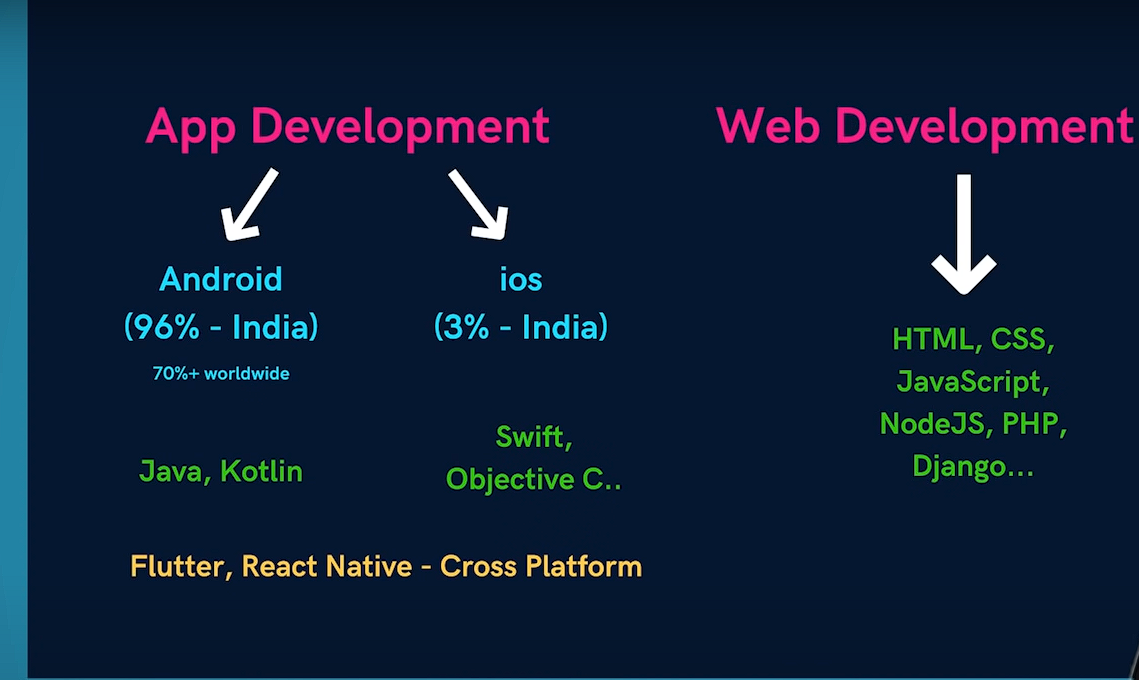 App Development
Android
(96% - India)
70%+ worldwide
Java, Kotlin
ios
(3% - India)
Swift,
Objective C..
Flutter, React Native - Cross Platform
Web Development
HTML, CSS,
JavaScript,
NodeJS, PHP,
Django...